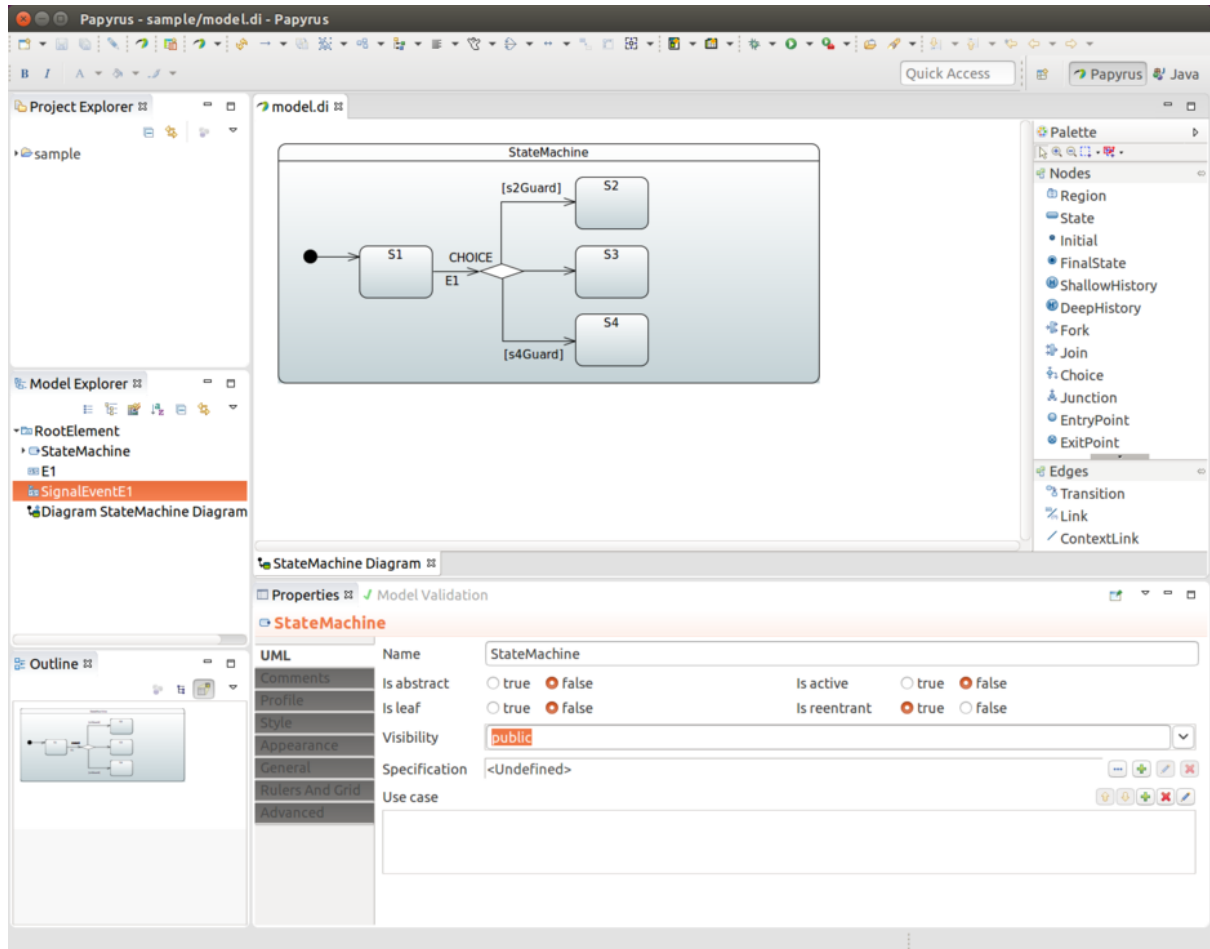 Papyrus - sample/model.di - Papyrus
B I A
Quick Access
Papyrus
Java
Project Explorer
sample
model.di
StateMachine
[s2Guard]
S2
S1
CHOICE
E1
S3
S4
[s4Guard]
Palette
Nodes
Region
State
Initial
FinalState
ShallowHistory
DeepHistory
Fork
Join
Choice
Junction
EntryPoint
ExitPoint
Edges
Transition
Link
ContextLink
Model Explorer
RootElement
StateMachine
E1
SignalEventE1
Diagram StateMachine Diagram
StateMachine Diagram
Outline
Properties
Model Validation
StateMachine
UML
Comments
Profile
Style
Appearance
General
Rulers And Grid
Advanced
Name StateMachine
Is abstract true false Is active true false
Is leaf true false Is reentrant true false
Visibility public
Specification <Undefined>
Use case